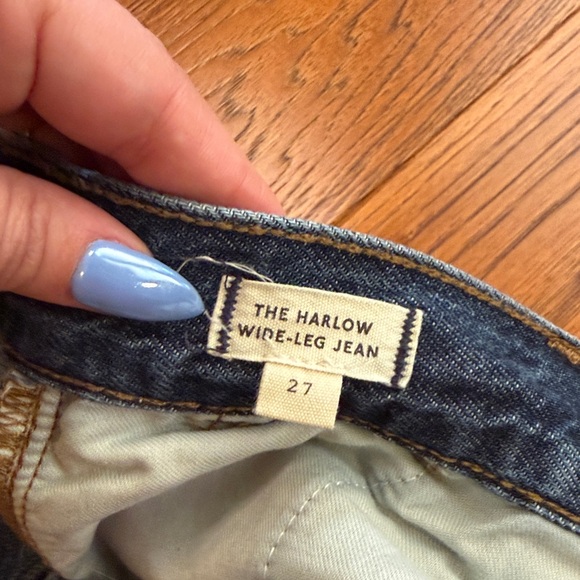 THE HARLOW
WIDE-LEG JEAN
27